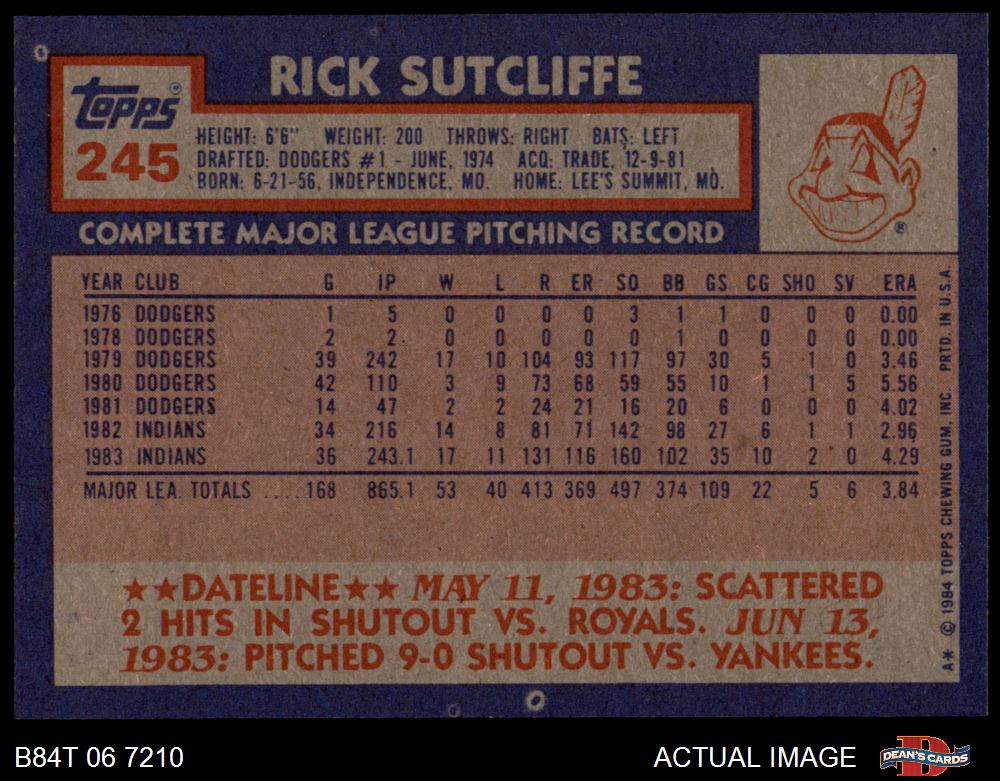 RICK SUTCLIFFE
TOPPS®
245
HEIGHT: 6'6" WEIGHT: 200 THROWS: RIGHT BATS: LEFT
DRAFTED: DODGERS #1 - JUNE, 1974 ACQ: TRADE, 12-9-81
BORN: 6-21-56, INDEPENDENCE, MO. HOME: LEE'S SUMMIT, MO.
®
COMPLETE MAJOR LEAGUE PITCHING RECORD
YEAR CLUB G IP W L R ER SO BB GS CG SHO SV ERA
1976 DODGERS 1 5 0 0 0 0 3 1 1 0 0 0 0.00
1978 DODGERS 2 2 0 0 0 0 0 1 0 0 0 0 0.00
1979 DODGERS 39 242 17 10 104 93 117 97 30 5 1 0 3.46
1980 DODGERS 42 110 3 9 73 68 59 55 10 1 1 5 5.56
1981 DODGERS 14 47 2 2 24 21 16 20 6 0 0 0 4.02
1982 INDIANS 34 216 14 8 81 71 142 98 27 6 1 1 2.96
1983 INDIANS 36 243.1 17 11 131 116 160 102 35 10 2 0 4.29
MAJOR LEA. TOTALS ....168 865.1 53 40 413 369 497 374 109 22 5 6 3.84
★★DATELINE★★ MAY 11, 1983: SCATTERED
2 HITS IN SHUTOUT VS. ROYALS. JUN 13,
1983: PITCHED 9-0 SHUTOUT VS. YANKEES.
A* © 1984 TOPPS CHEWING GUM, INC. PRTD. IN U.S.A.
B84T 06 7210
ACTUAL IMAGE
DEAN'S CARDS